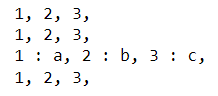 1, 2, 3,
1, 2, 3,
1 : a, 2 : b, 3 : c,
1, 2, 3,